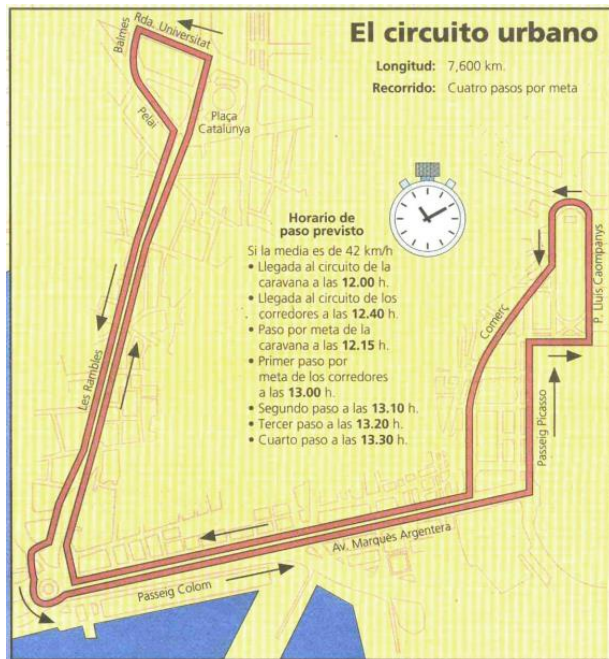 El circuito urbano
Longitud: 7,600 km.
Recorrido: Cuatro pasos por meta
Rda. Universitat
Balmes
Pelai
Plaça
Catalunya
Horario de
paso previsto
Si la media es de 42 km/h
• Llegada al circuito de la
caravana a las 12.00 h.
• Llegada al circuito de los
corredores a las 12.40 h.
• Paso por meta de la
caravana a las 12.15 h.
• Primer paso por
meta de los corredores
a las 13.00 h.
• Segundo paso a las 13.10 h.
• Tercer paso a las 13.20 h.
• Cuarto paso a las 13.30 h.
Les Rambles
Comerç
P. Lluis Caompanys
Passeig Picasso
Av. Marquès Argentera
Passeig Colom